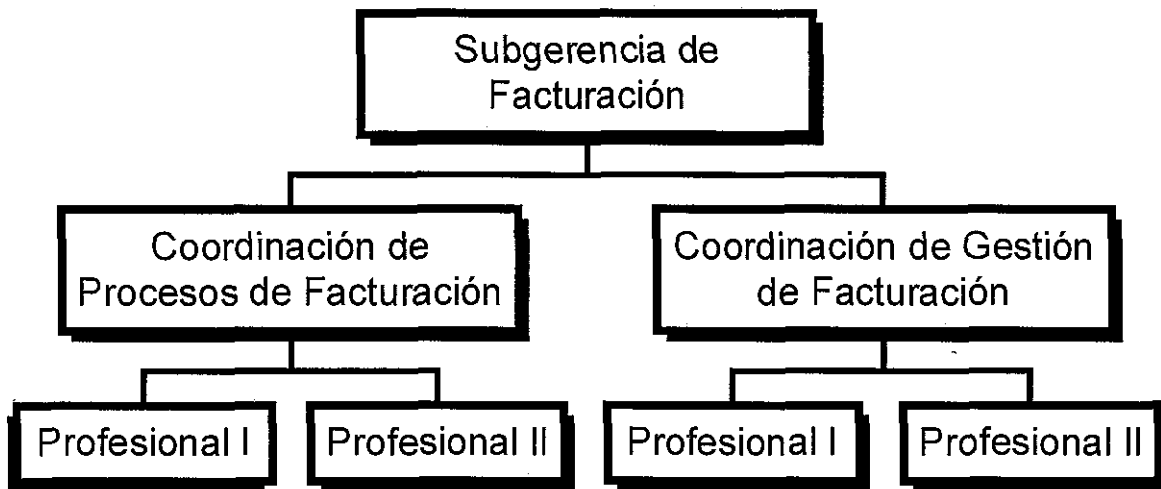 Subgerencia de
Facturación
Coordinación de
Procesos de Facturación
Coordinación de Gestión
de Facturación
Profesional I
Profesional II
Profesional I
Profesional II